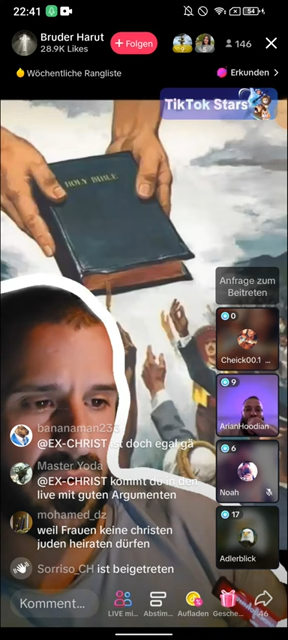 22:41
54
Bruder Harut
28.9K Likes
+ Folgen
146
Wöchentliche Rangliste
Erkunden >
TikTok Stars
HOLY BIBLE
Anfrage zum
Beitreten
0
Cheick00.1
9
ArianHoodian
6
Noah
17
Adlerblick
bananaman233
@EX-CHRIST ist doch egal gä
Master Yoda
@EX-CHRIST kommt du in den
live mit guten Argumenten
mohamed_dz
weil Frauen keine christen
juden heiraten dürfen
Sorriso_CH ist beigetreten
Komment...
LIVE mi...
Abstim...
Aufladen
Gesche...
146